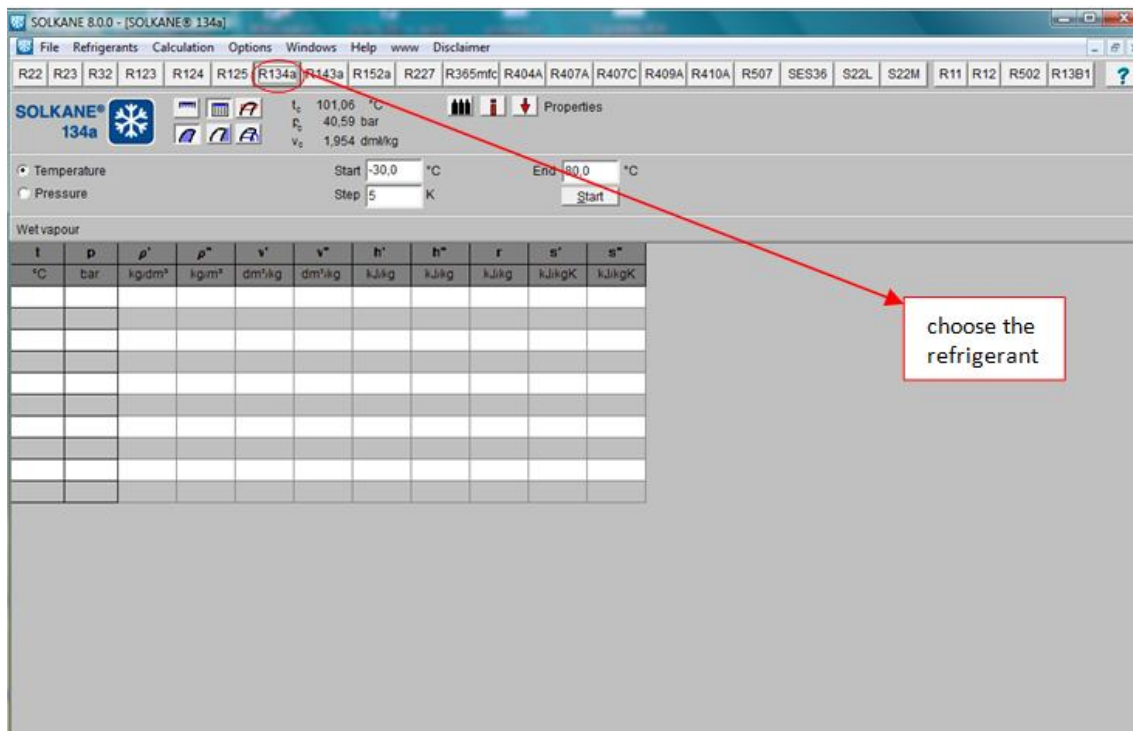 SOLKANE 8.0.0 - [SOLKANE® 134a]
File Refrigerants Calculation Options Windows Help www Disclaimer
R22 R23 R32 R123 R124 R125 R134a R143a R152a R227 R365mfc R404A R407A R407C R409A R410A R507 SES36 S22L S22M R11 R12 R502 R13B1 ?
SOLKANE® 134a
tc 101,06 °C
pc 40,59 bar
vc 1,954 dm³/kg
Properties
Temperature Start -30,0 °C End 80,0 °C
Pressure Step 5 K Start
Wet vapour
t p ρ' ρ" v' v" h' h" r s' s"
°C bar kg/dm³ kg/m³ dm³/kg dm³/kg kJ/kg kJ/kg kJ/kg kJ/kgK kJ/kgK
choose the
refrigerant